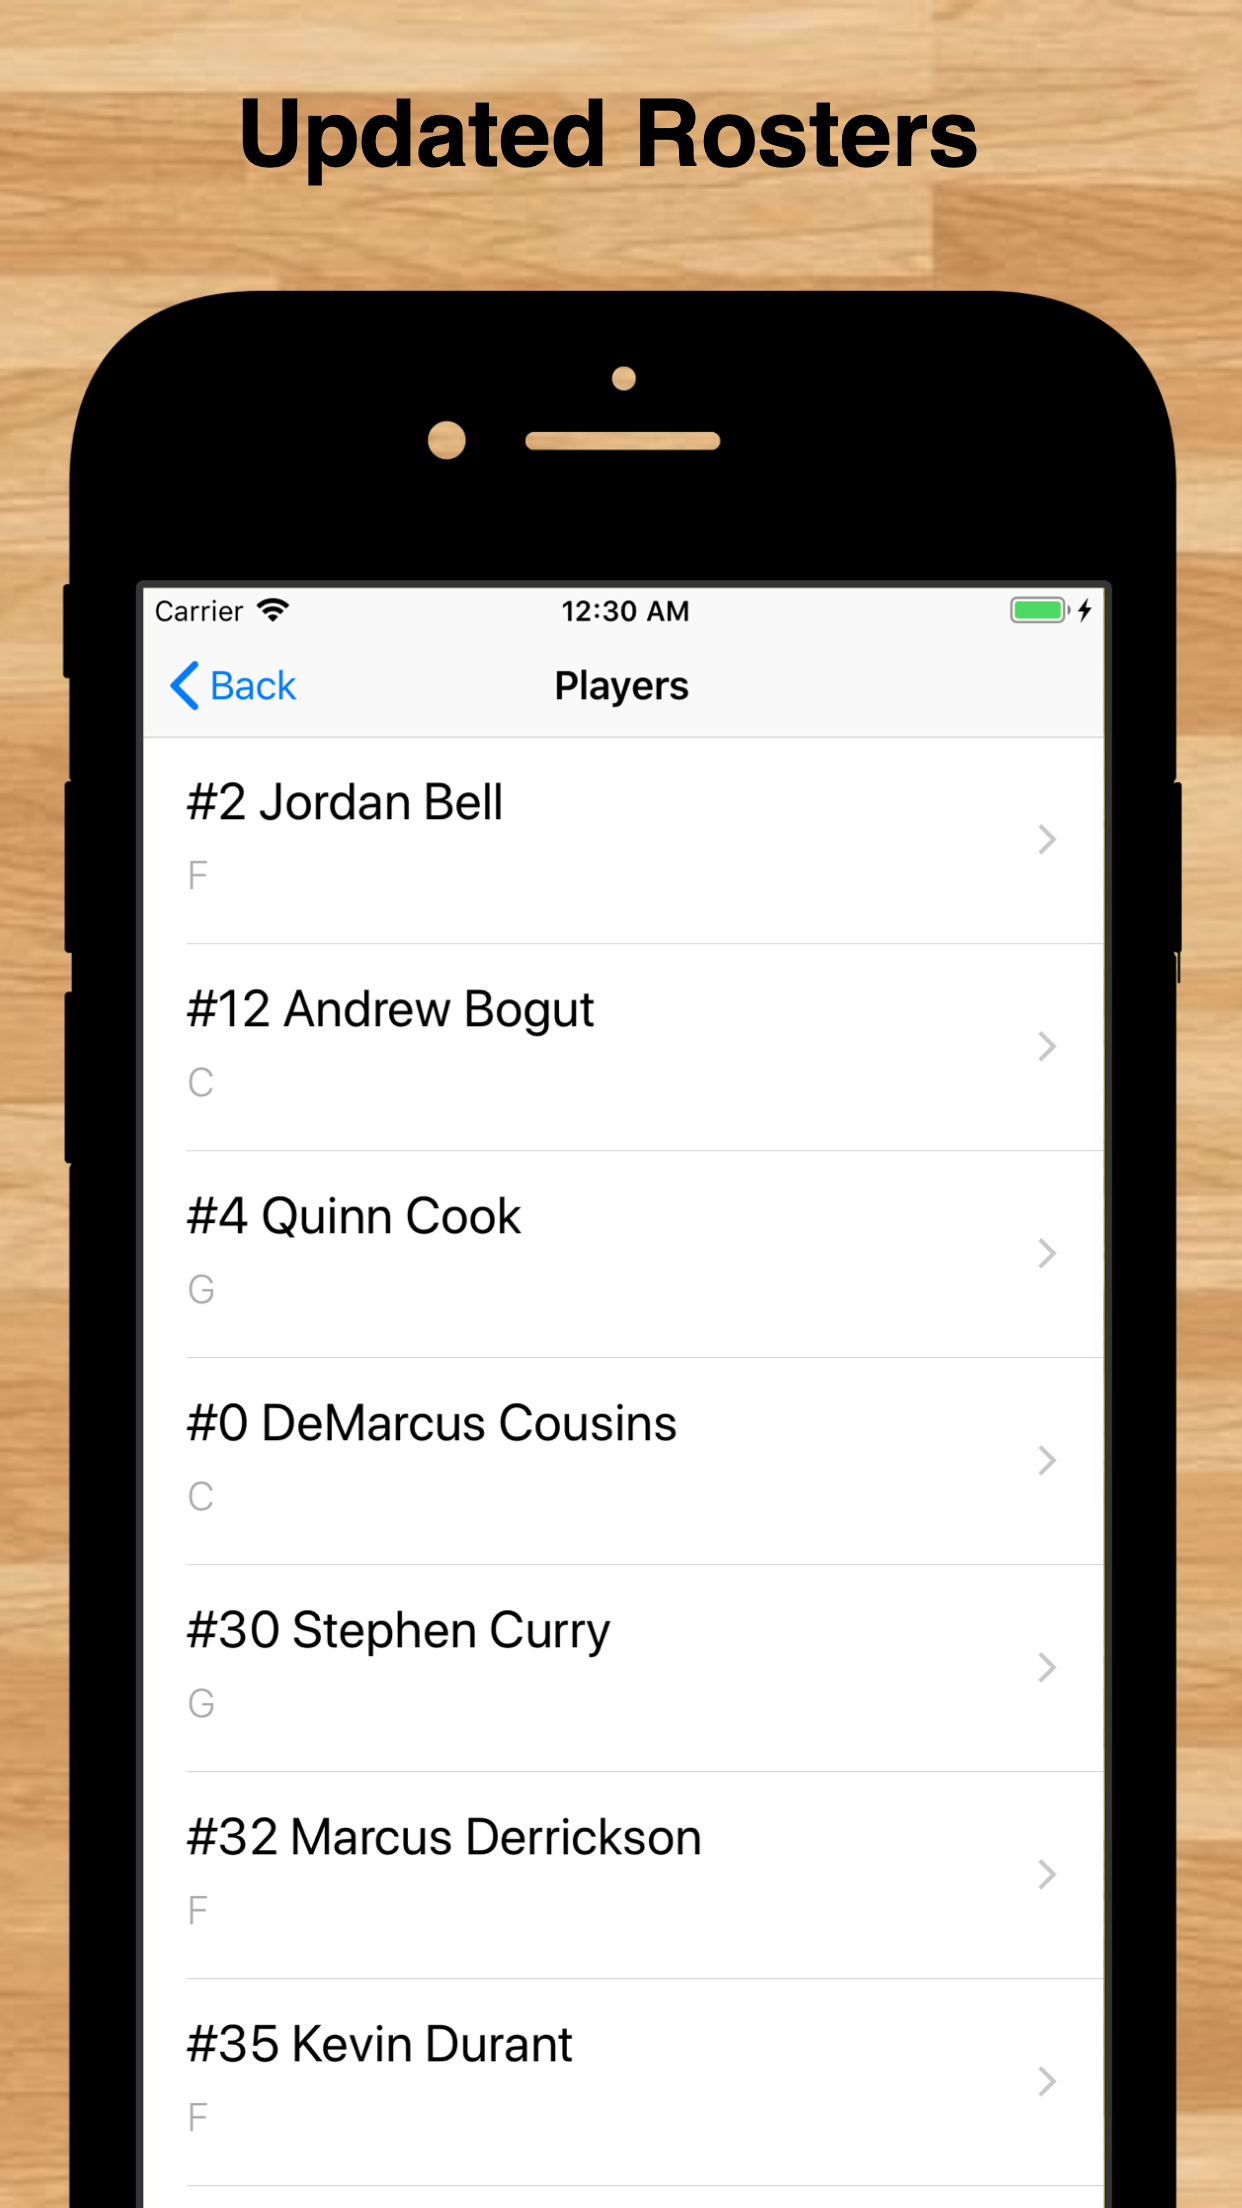 Updated Rosters
Carrier
12:30 AM
Back
Players
#2 Jordan Bell
F
#12 Andrew Bogut
C
#4 Quinn Cook
G
#0 DeMarcus Cousins
C
#30 Stephen Curry
G
#32 Marcus Derrickson
F
#35 Kevin Durant
F